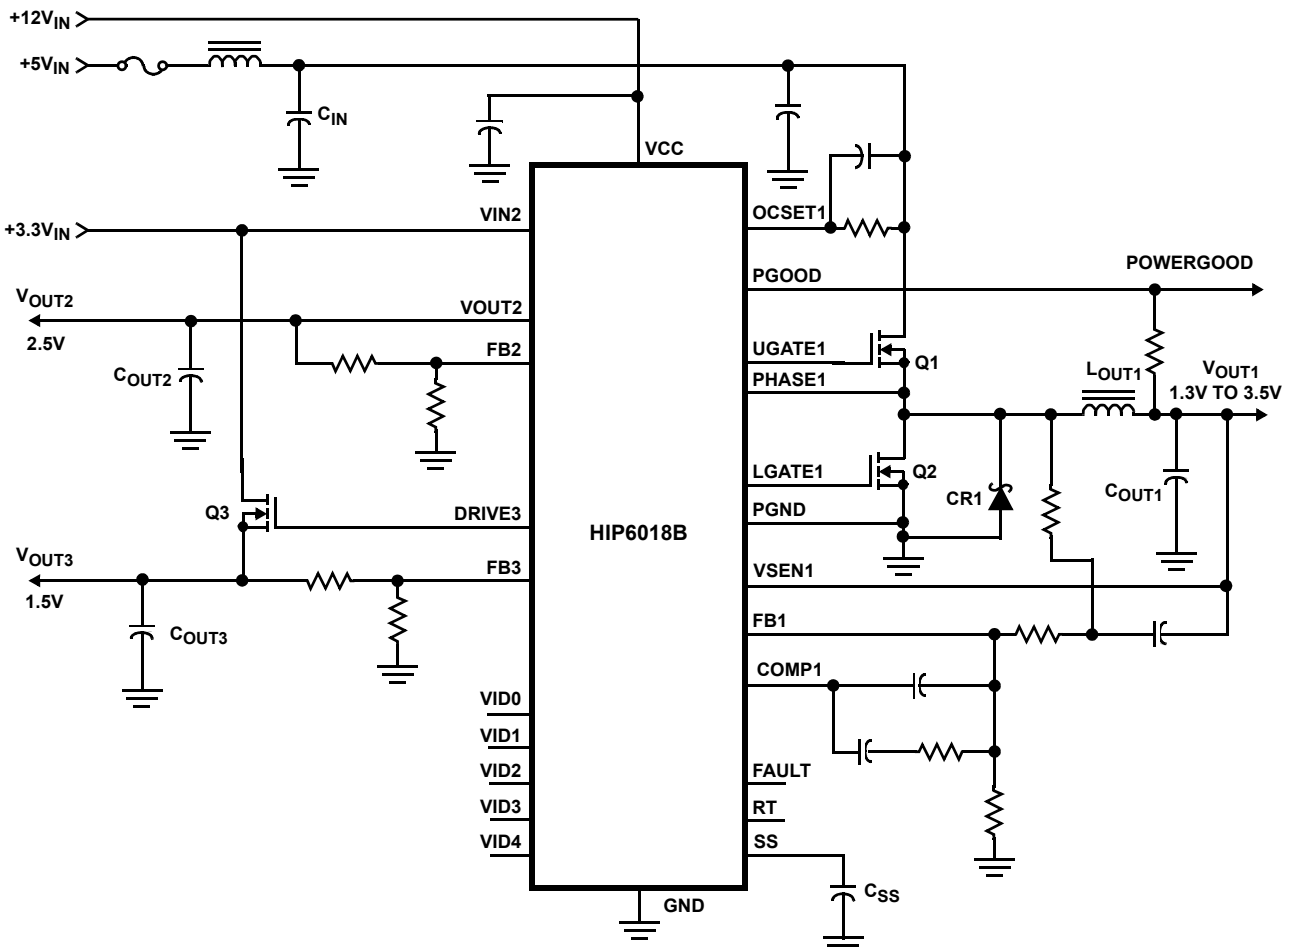 +12VIN
+5VIN
CIN
VCC
+3.3VIN
VIN2
OCSET1
PGOOD
POWERGOOD
VOUT2
2.5V
VOUT2
FB2
COUT2
UGATE1
Q1
PHASE1
LOUT1
VOUT1
1.3V TO 3.5V
LGATE1
Q2
CR1
COUT1
PGND
Q3
DRIVE3
HIP6018B
VOUT3
1.5V
FB3
VSEN1
COUT3
FB1
COMP1
VID0
VID1
VID2
VID3
VID4
FAULT
RT
SS
CSS
GND